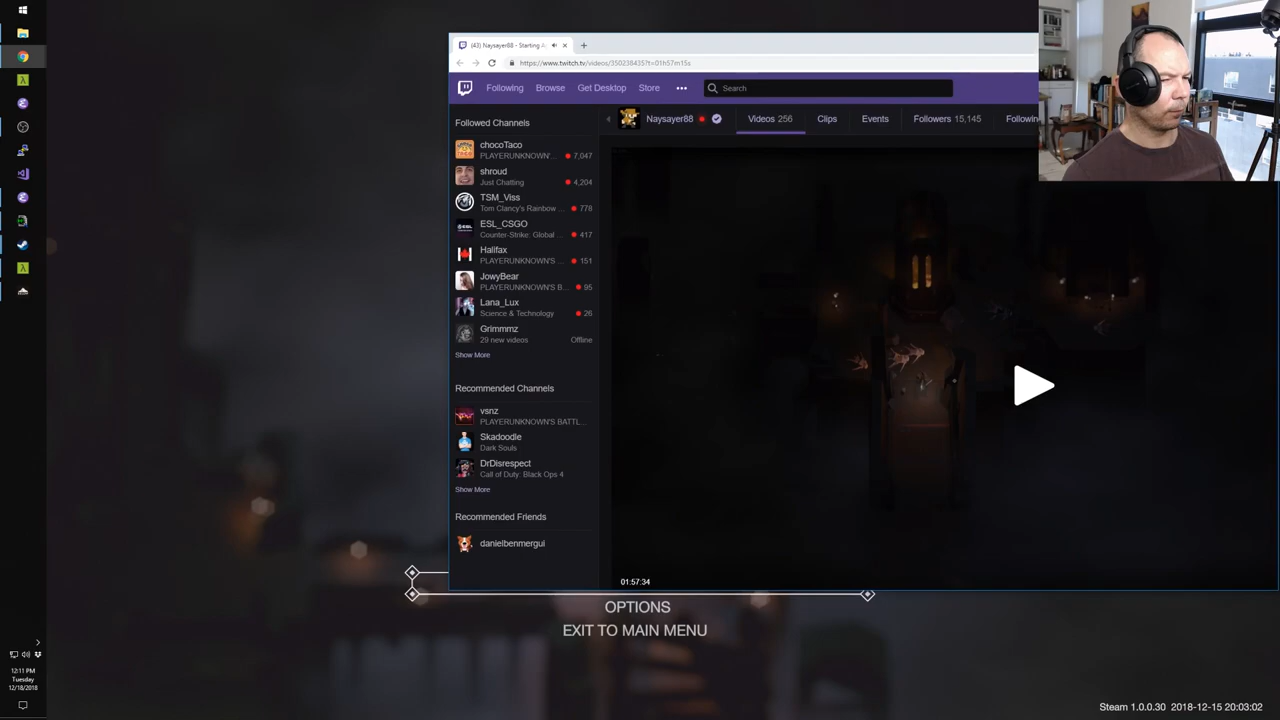 (43) Naysayer88 - Starting A
https://www.twitch.tv/videos/350238435?t=01h57m15s
Following
Browse
Get Desktop
Store
•••
Search
Followed Channels
Naysayer88
Videos 256
Clips
Events
Followers 15,145
Followin
chocoTaco
PLAYERUNKNOWN'...
7,047
shroud
Just Chatting
4,204
TSM_Viss
Tom Clancy's Rainbow ...
778
ESL_CSGO
Counter-Strike: Global ...
417
Halifax
PLAYERUNKNOWN'S ...
151
JowyBear
PLAYERUNKNOWN'S B...
95
Lana_Lux
Science & Technology
26
Grimmmz
29 new videos
Offline
Show More
Recommended Channels
vsnz
PLAYERUNKNOWN'S BATTL...
Skadoodle
Dark Souls
DrDisrespect
Call of Duty: Black Ops 4
Show More
Recommended Friends
danielbenmergui
01:57:34
OPTIONS
EXIT TO MAIN MENU
12:11 PM
Tuesday
12/18/2018
Steam 1.0.0.30 2018-12-15 20:03:02